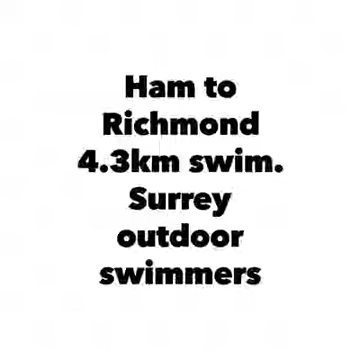 Ham to
Richmond
4.3km swim.
Surrey
outdoor
swimmers